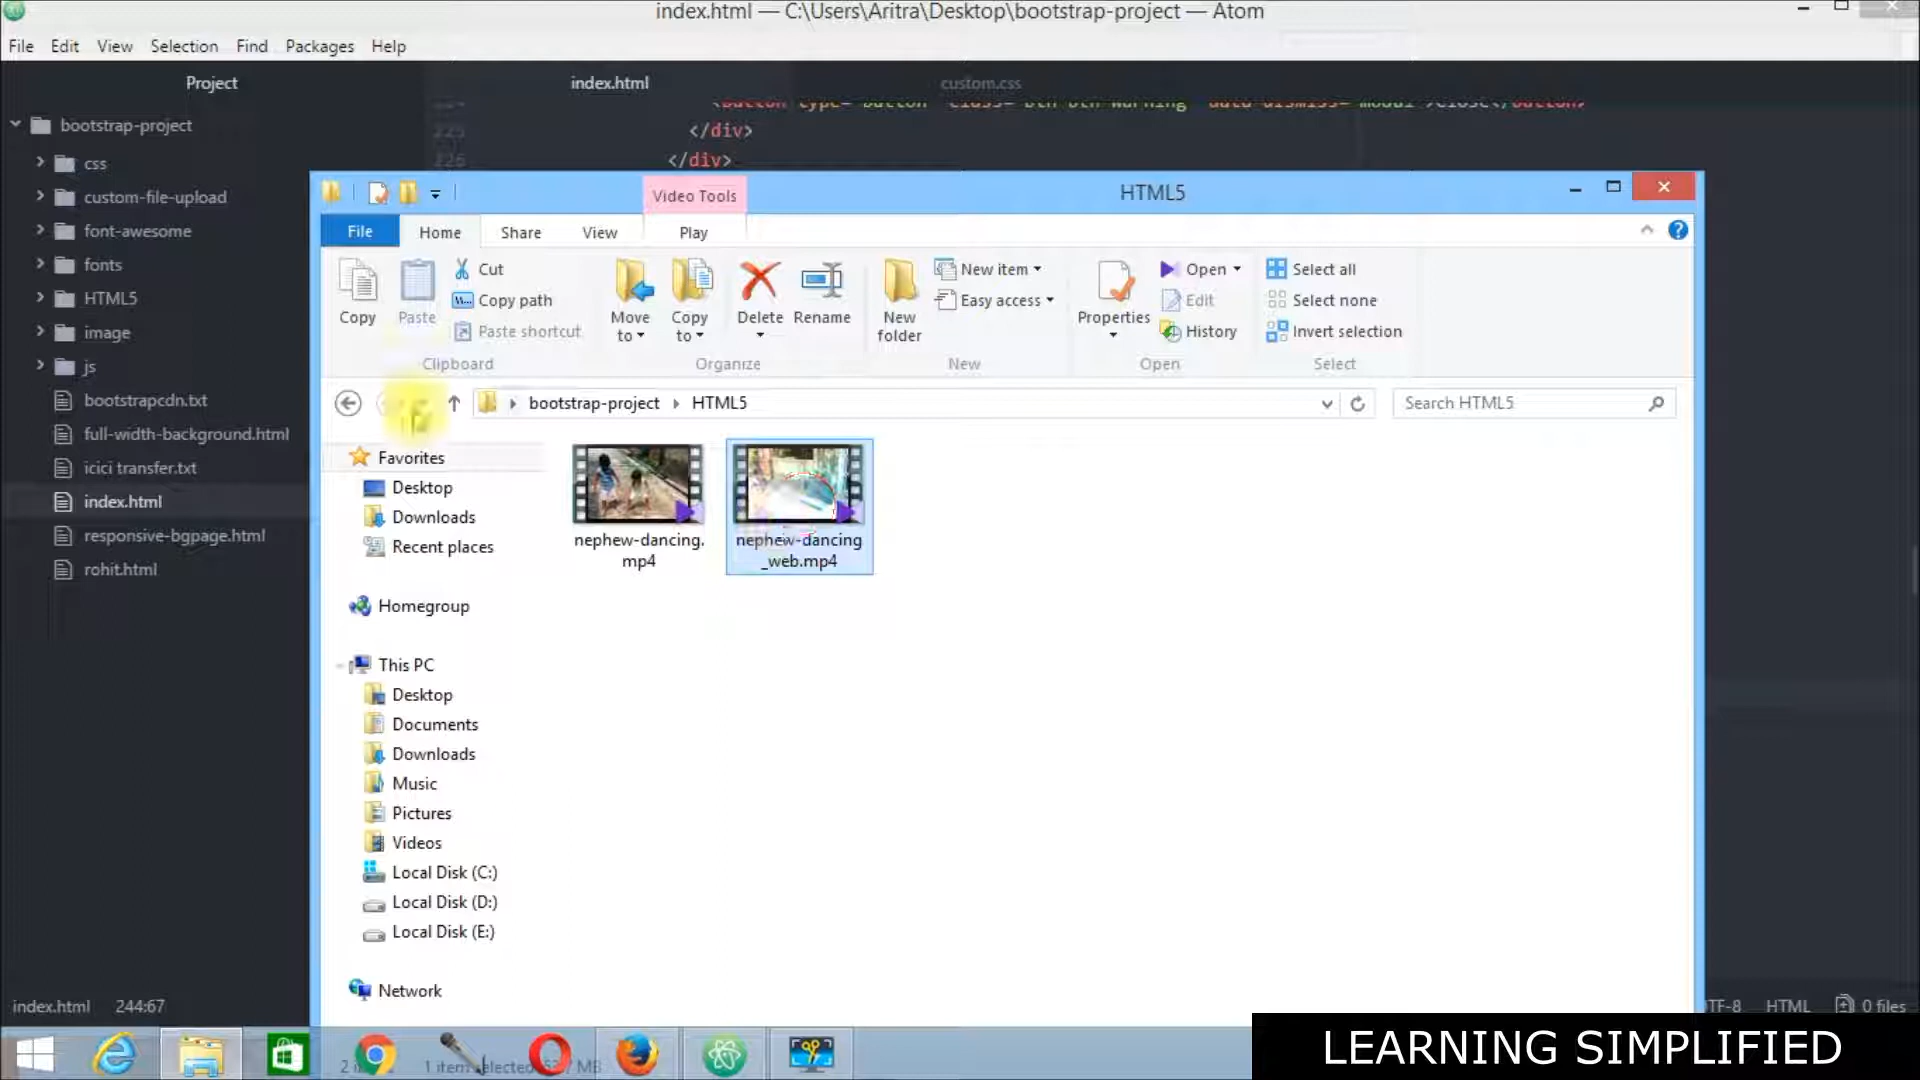 index.html — C:\Users\Aritra\Desktop\bootstrap-project — Atom
File Edit View Selection Find Packages Help
Project index.html custom.css
225 </div>
226 </div>
bootstrap-project
css
custom-file-upload
font-awesome
fonts
HTML5
image
js
bootstrapcdn.txt
full-width-background.html
icici transfer.txt
index.html
responsive-bgpage.html
rohit.html
Video Tools HTML5
File Home Share View Play
Copy
Paste
Cut
Copy path
Paste shortcut
Clipboard
Move to
Copy to
Delete
Rename
Organize
New folder
New item
Easy access
New
Properties
Open
Edit
History
Open
Select all
Select none
Invert selection
Select
bootstrap-project HTML5
Search HTML5
Favorites
Desktop
Downloads
Recent places
Homegroup
This PC
Desktop
Documents
Downloads
Music
Pictures
Videos
Local Disk (C:)
Local Disk (D:)
Local Disk (E:)
Network
nephew-dancing.
mp4
nephew-dancing
_web.mp4
index.html 244:67
HTML 0 files
LEARNING SIMPLIFIED